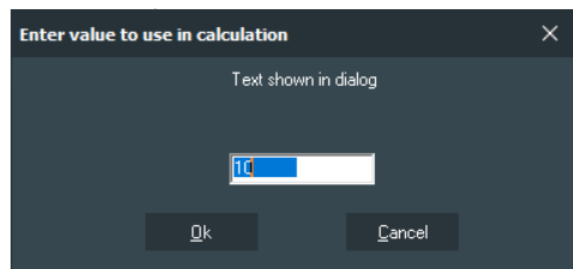 Enter value to use in calculation
Text shown in dialog
10
Ok
Cancel